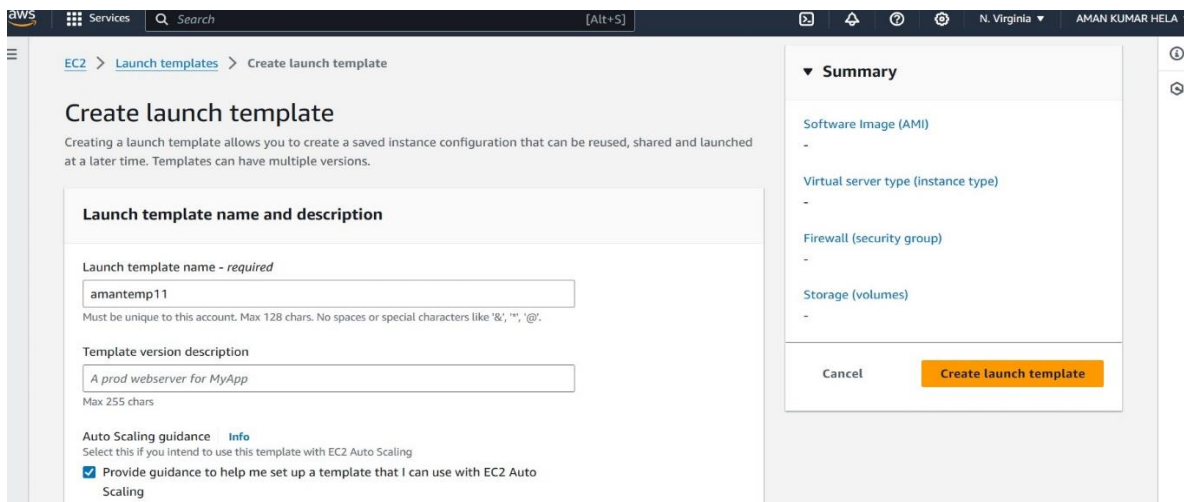 aws Services Search [Alt+S] N. Virginia ▼ AMAN KUMAR HELA
EC2 > Launch templates > Create launch template
Create launch template
Creating a launch template allows you to create a saved instance configuration that can be reused, shared and launched
at a later time. Templates can have multiple versions.
Launch template name and description
Launch template name - required
amantemp11
Must be unique to this account. Max 128 chars. No spaces or special characters like '&', '*', '@'.
Template version description
A prod webserver for MyApp
Max 255 chars
Auto Scaling guidance Info
Select this if you intend to use this template with EC2 Auto Scaling
Provide guidance to help me set up a template that I can use with EC2 Auto
Scaling
▼ Summary
Software Image (AMI)
-
Virtual server type (instance type)
-
Firewall (security group)
-
Storage (volumes)
-
Cancel Create launch template